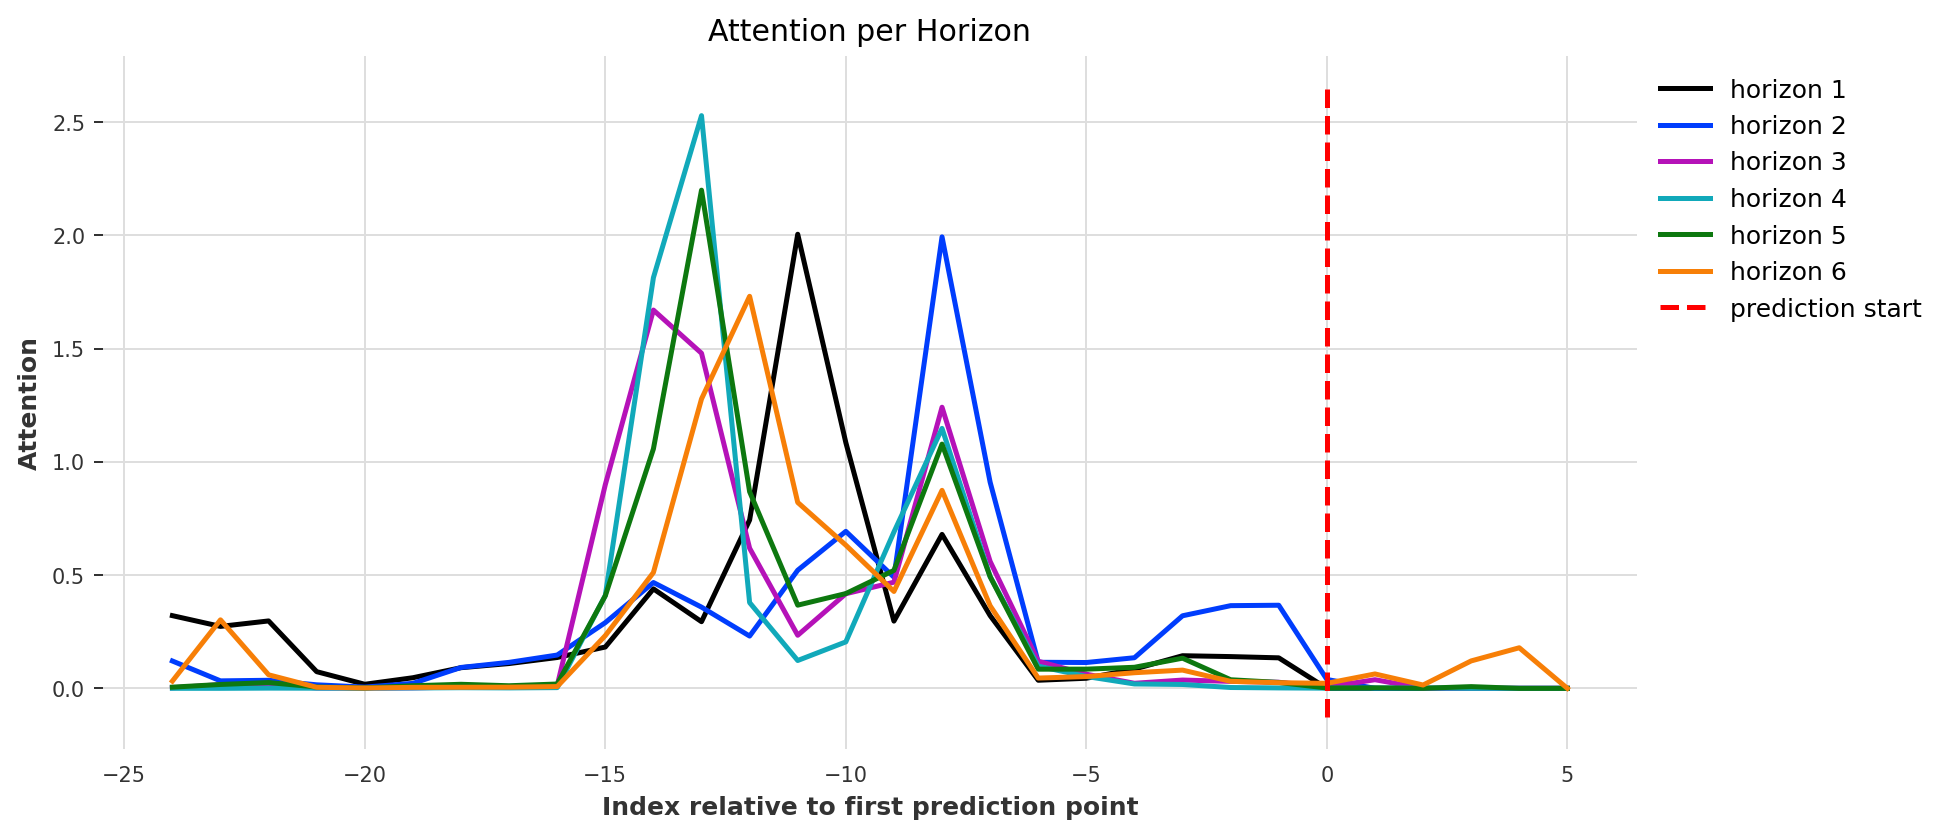 Attention per Horizon
Attention
2.5
2.0
1.5
1.0
0.5
0.0
−25
−20
−15
−10
−5
0
5
Index relative to first prediction point
horizon 1
horizon 2
horizon 3
horizon 4
horizon 5
horizon 6
prediction start